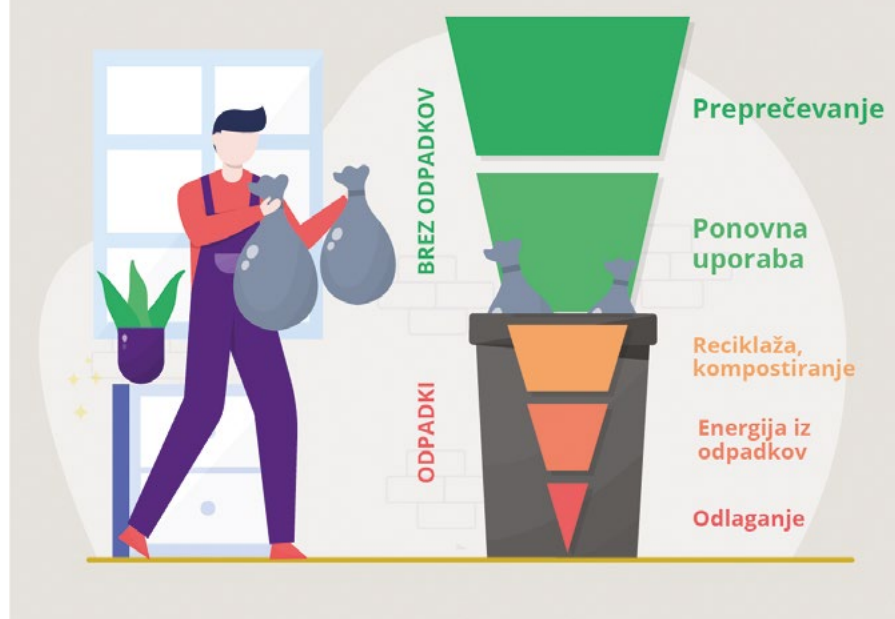 BREZ ODPADKOV
Preprečevanje
Ponovna
uporaba
ODPADKI
Reciklaža,
kompostiranje
Energija iz
odpadkov
Odlaganje